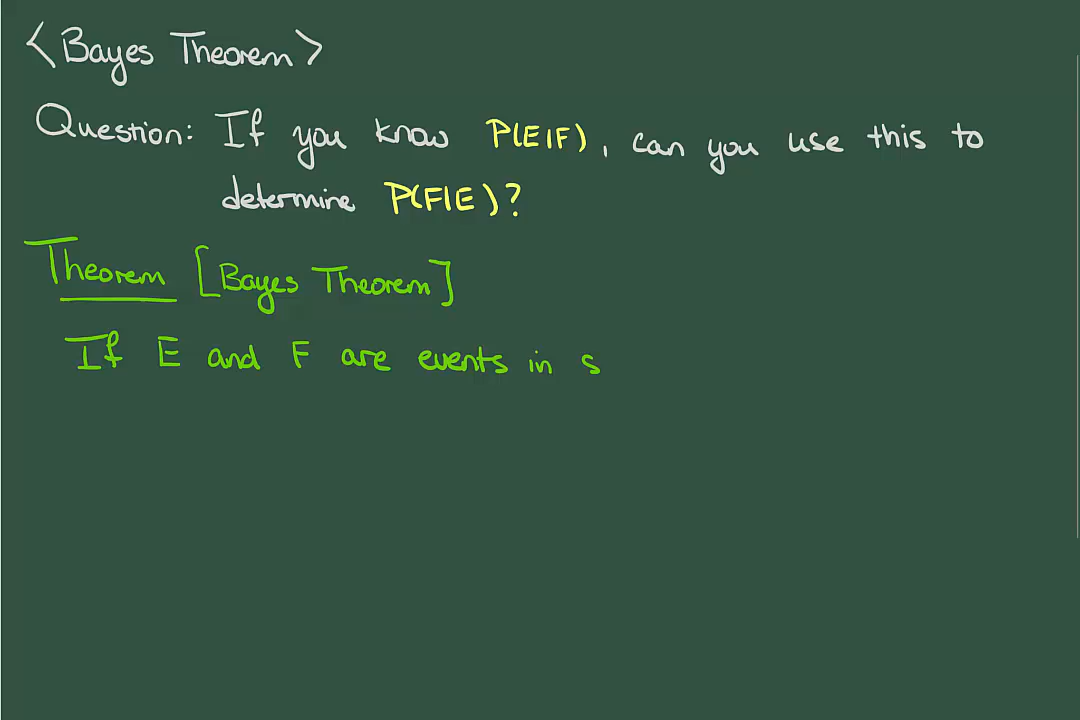 <Bayes Theorem>
Question: If you know P(E|F), can you use this to
determine P(F|E)?
Theorem [Bayes Theorem]
If E and F are events in s